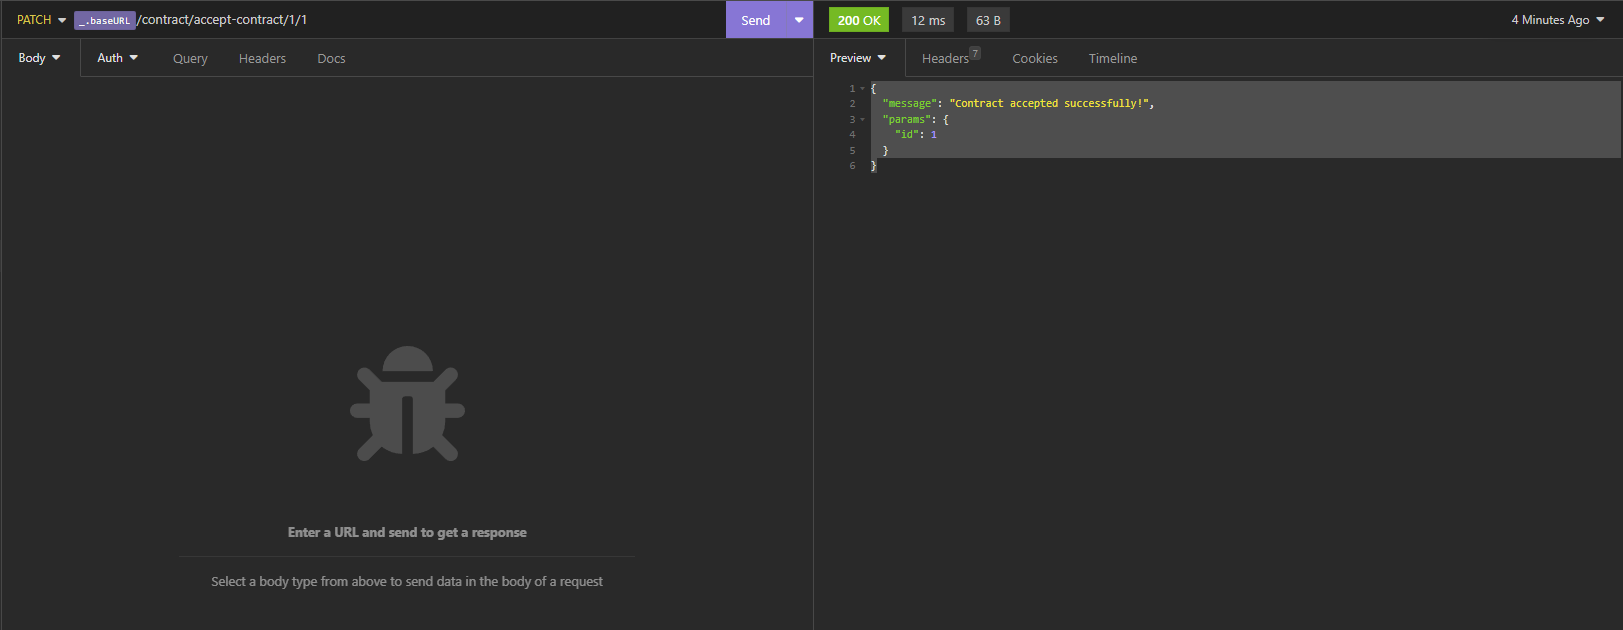 PATCH _.baseURL /contract/accept-contract/1/1 Send 200 OK 12 ms 63 B 4 Minutes Ago
Body Auth Query Headers Docs Preview Headers 7 Cookies Timeline
1 {
2 "message": "Contract accepted successfully!",
3 "params": {
4 "id": 1
5 }
6 }
Enter a URL and send to get a response
Select a body type from above to send data in the body of a request